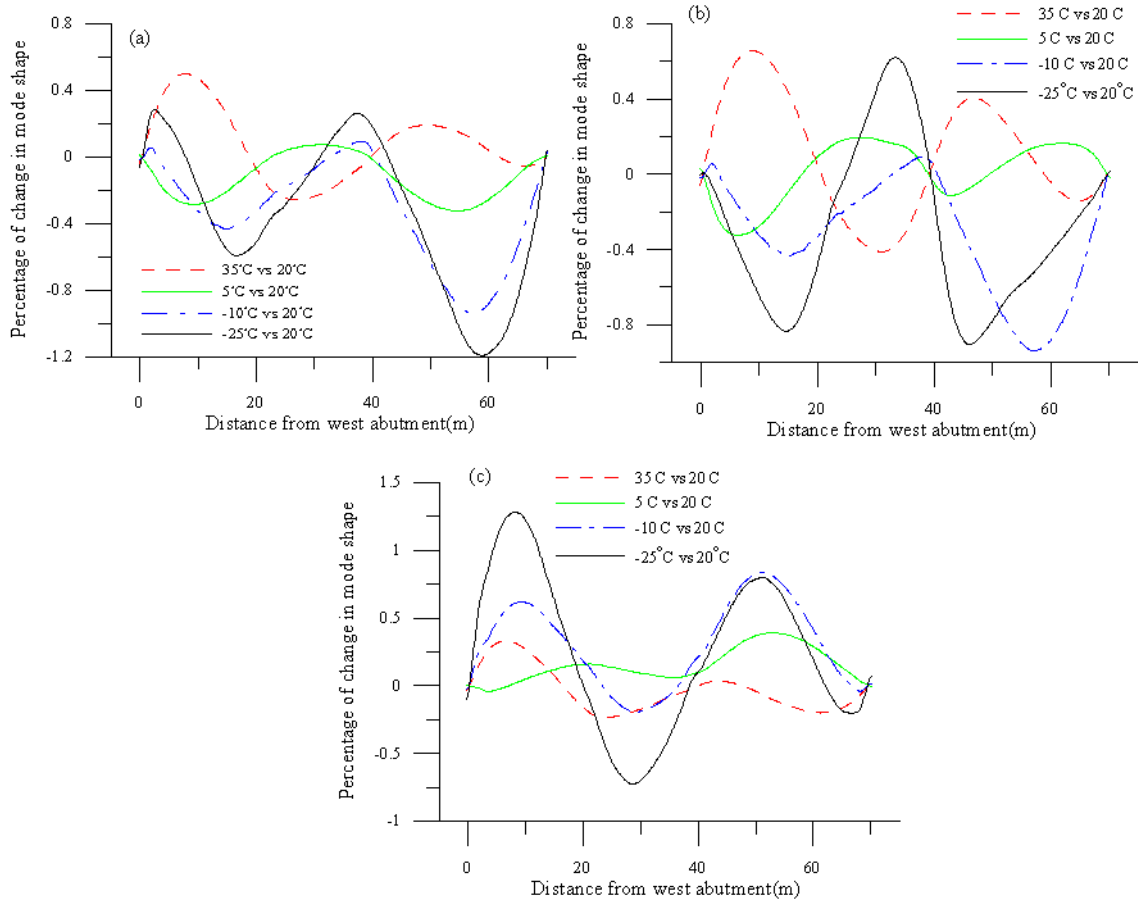 (a)
Percentage of change in mode shape
0.8
0.4
0
-0.4
-0.8
-1.2
35°C vs 20°C
5°C vs 20°C
-10°C vs 20°C
-25°C vs 20°C
0
20
40
60
Distance from west abutment(m)
(b)
Percentage of change in mode shape
0.8
0.4
0
-0.4
-0.8
35 C vs 20 C
5 C vs 20 C
-10 C vs 20 C
-25°C vs 20°C
0
20
40
60
Distance from west abutment(m)
(c)
Percentage of change in mode shape
1.5
1
0.5
0
-0.5
-1
35 C vs 20 C
5 C vs 20 C
-10 C vs 20 C
-25°C vs 20°C
0
20
40
60
Distance from west abutment(m)